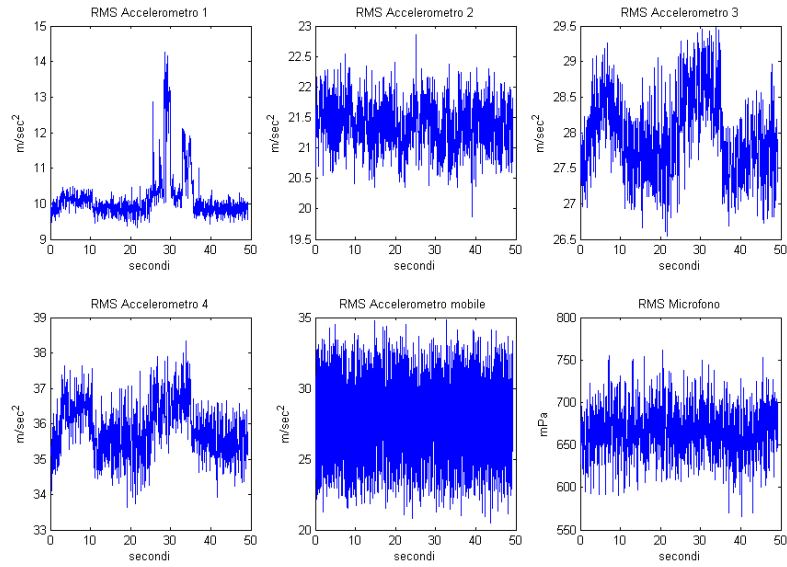 RMS Accelerometro 1
15
14
13
12
11
10
9
m/sec²
0 10 20 30 40 50
secondi
RMS Accelerometro 2
23
22.5
22
21.5
21
20.5
20
19.5
m/sec²
0 10 20 30 40 50
secondi
RMS Accelerometro 3
29.5
29
28.5
28
27.5
27
26.5
m/sec²
0 10 20 30 40 50
secondi
RMS Accelerometro 4
39
38
37
36
35
34
33
m/sec²
0 10 20 30 40 50
secondi
RMS Accelerometro mobile
35
30
25
20
m/sec²
0 10 20 30 40 50
secondi
RMS Microfono
800
750
700
650
600
550
mPa
0 10 20 30 40 50
secondi